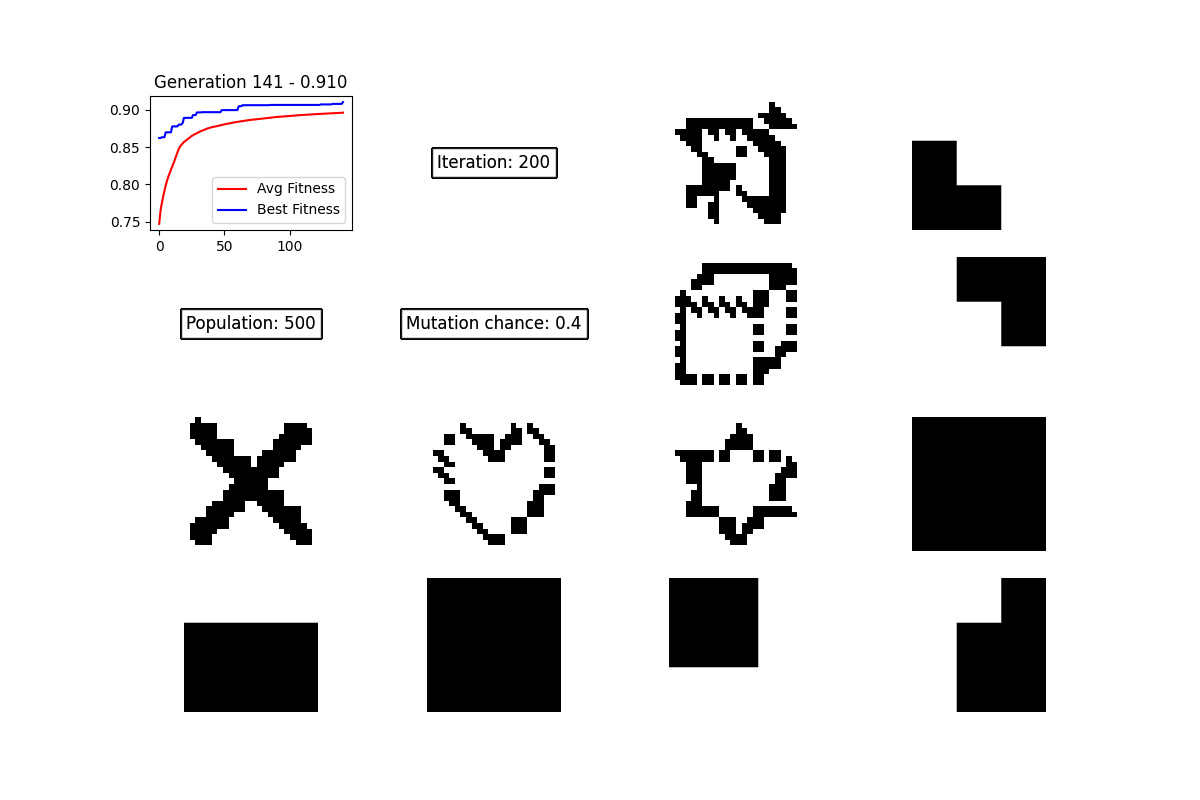 Generation 141 - 0.910
0.90
0.85
0.80
0.75
Avg Fitness
Best Fitness
0 50 100
Iteration: 200
Population: 500
Mutation chance: 0.4